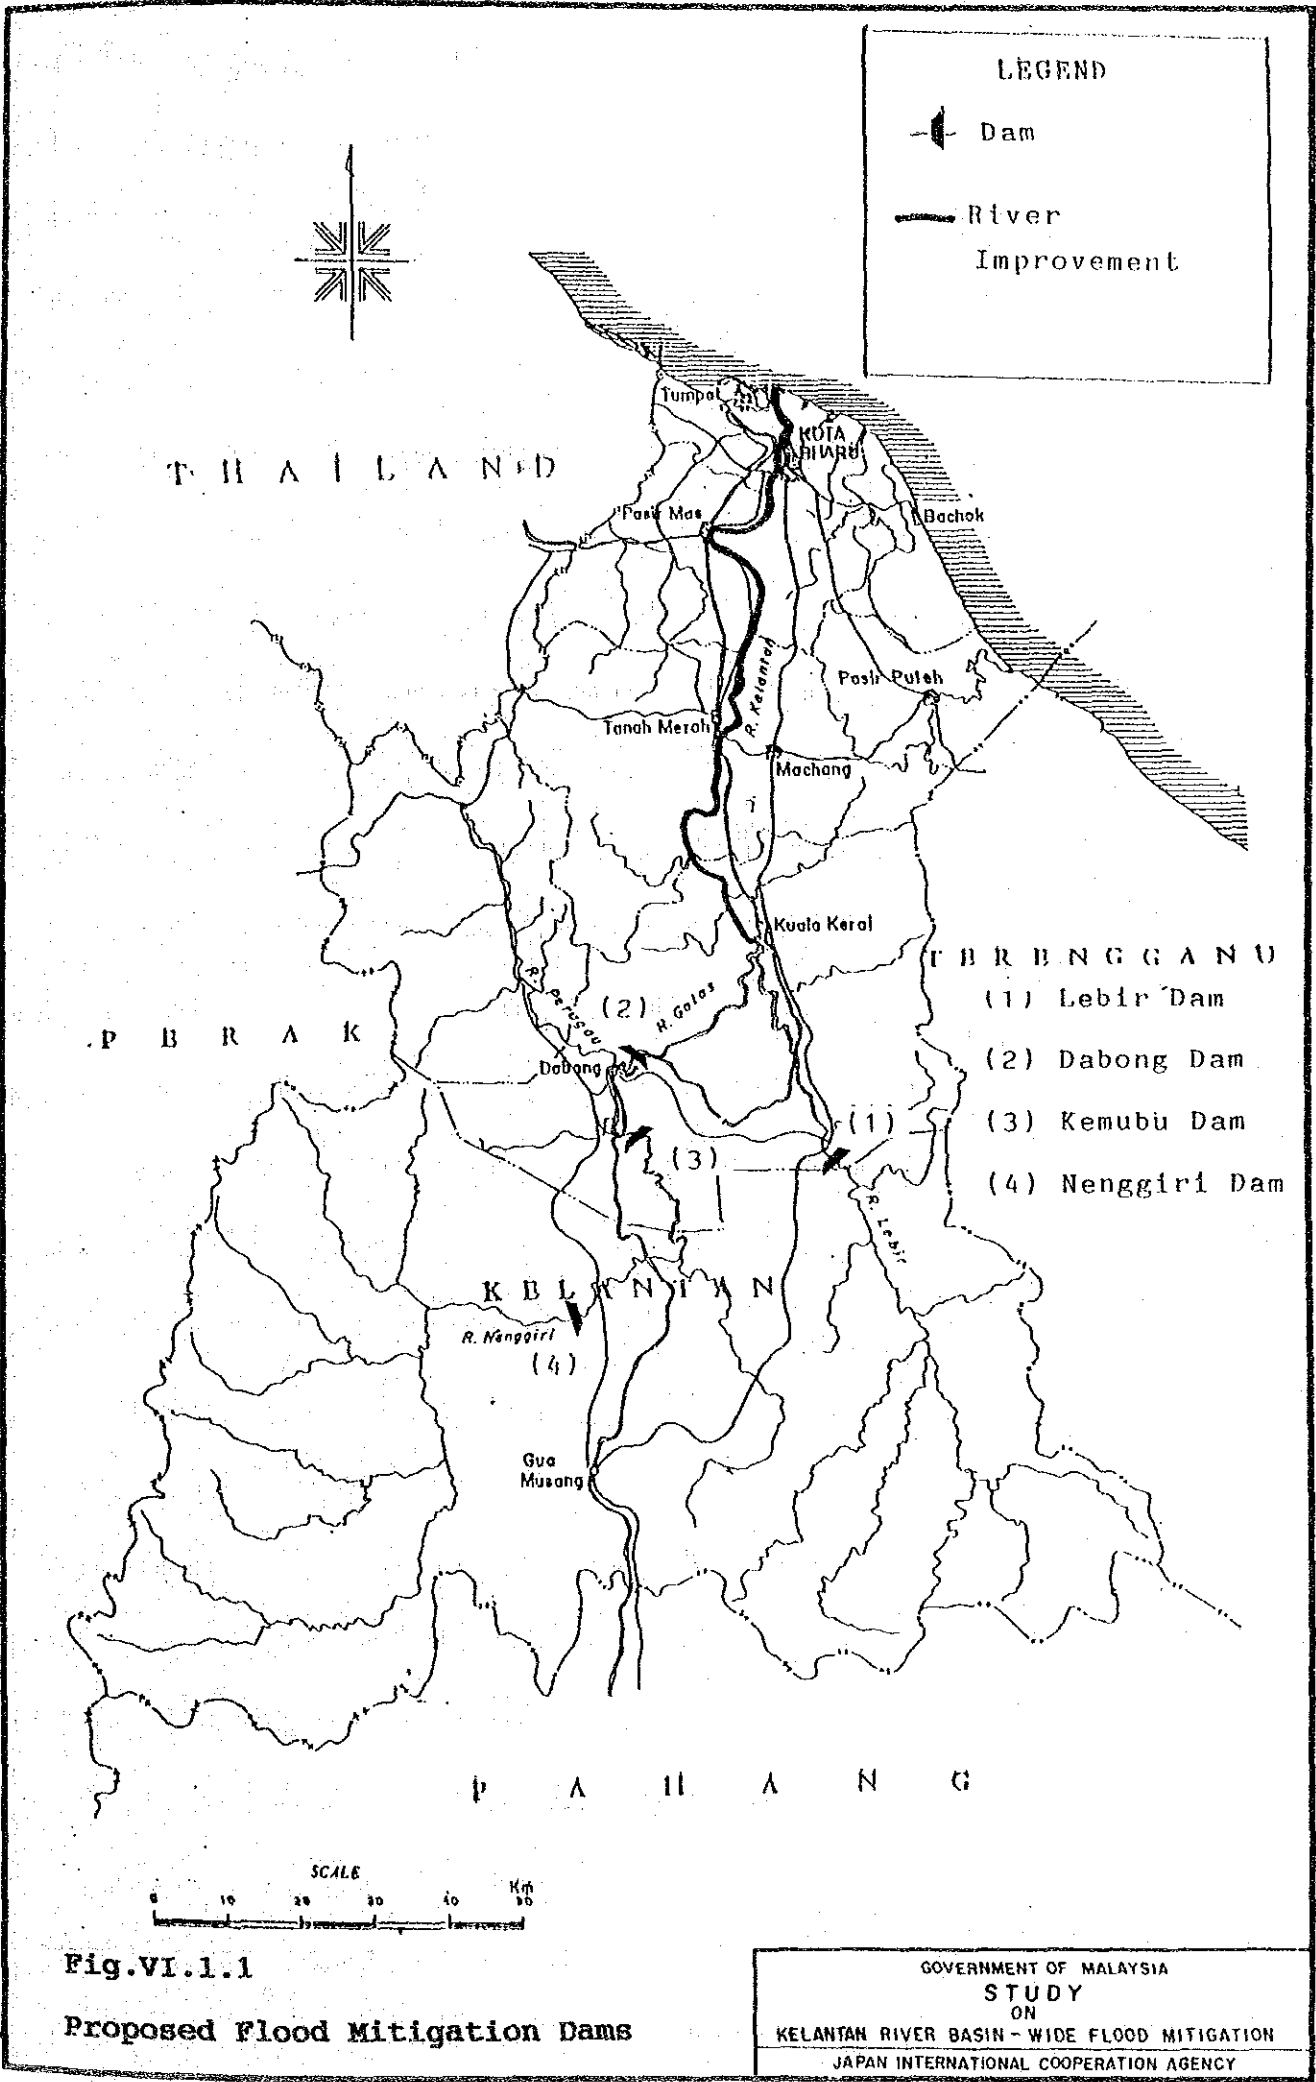 LEGEND
Dam
River
Improvement
Tumpat
KOTA
BHARU
THAILAND
Pasir Mas
Bachok
R. Kelantan
Pasir Puteh
Tanah Merah
Machang
Kuala Kerai
TERENGGANU
R. Pergau
(2)
R. Galas
(1) Lebir Dam
PERAK
Dabong
(2) Dabong Dam
(1)
(3) Kemubu Dam
(3)
(4) Nenggiri Dam
R. Lebir
KELANTAN
R. Nenggiri
(4)
Gua
Musang
PAHANG
SCALE
Km
0 10 20 30 40 50
Fig.VI.1.1
Proposed Flood Mitigation Dams
GOVERNMENT OF MALAYSIA
STUDY
ON
KELANTAN RIVER BASIN-WIDE FLOOD MITIGATION
JAPAN INTERNATIONAL COOPERATION AGENCY